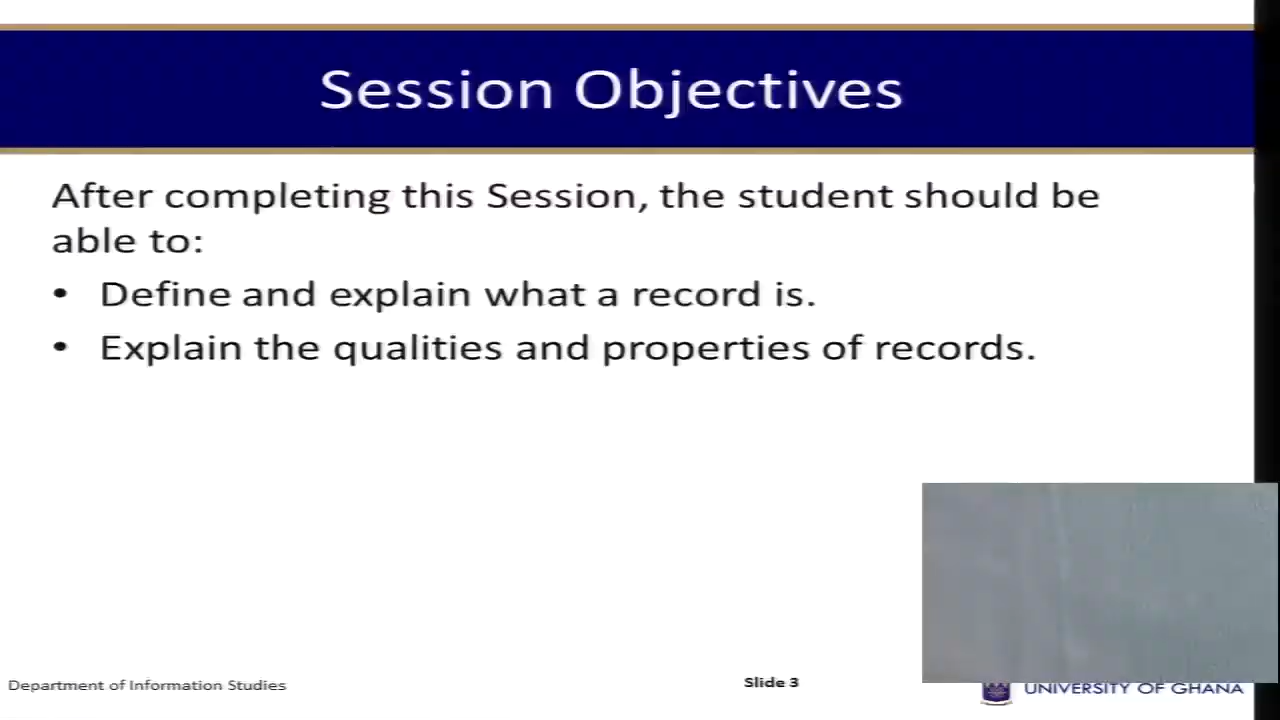 Session Objectives
After completing this Session, the student should be
able to:
• Define and explain what a record is.
• Explain the qualities and properties of records.
Department of Information Studies
Slide 3
UNIVERSITY OF GHANA